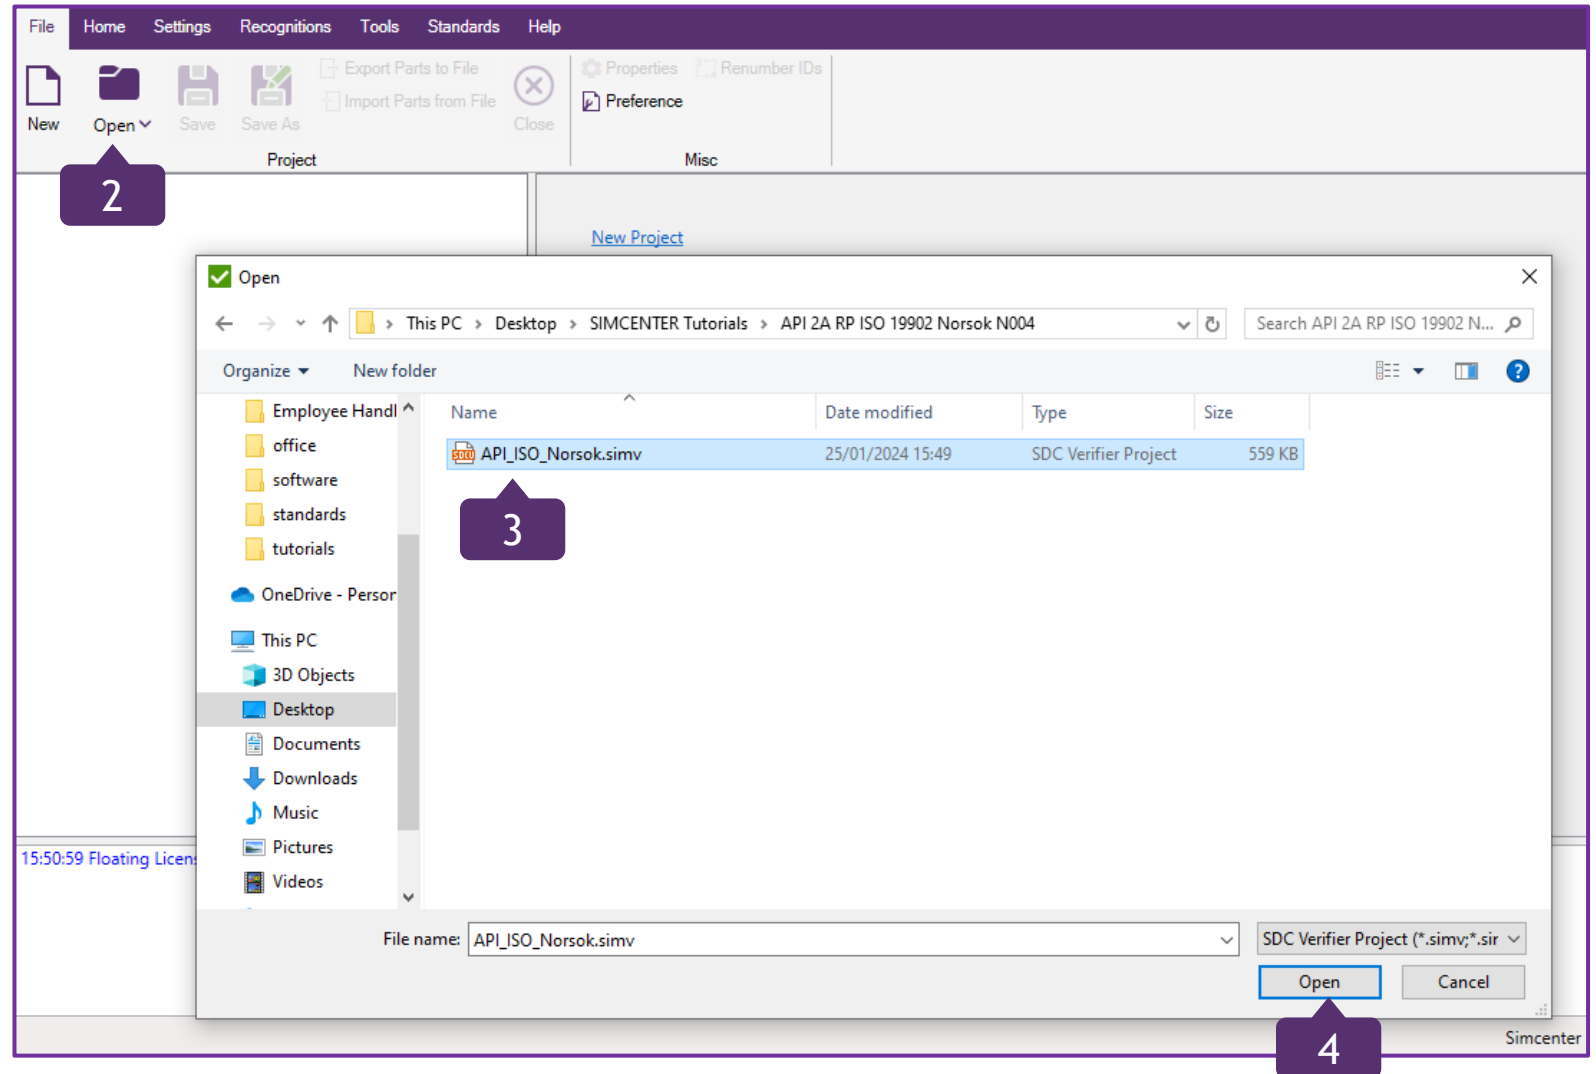 File Home Settings Recognitions Tools Standards Help
Export Parts to File
Properties Renumber IDs
Import Parts from File
Preference
New Open Save Save As Close
Project Misc
2
New Project
Open
This PC > Desktop > SIMCENTER Tutorials > API 2A RP ISO 19902 Norsok N004
Search API 2A RP ISO 19902 N...
Organize New folder
?
Employee Handl
Name Date modified Type Size
office
SDCV API_ISO_Norsok.simv 25/01/2024 15:49 SDC Verifier Project 559 KB
software
3
standards
tutorials
OneDrive - Person
This PC
3D Objects
Desktop
Documents
Downloads
Music
Pictures
15:50:59 Floating Licens
Videos
File name: API_ISO_Norsok.simv SDC Verifier Project (*.simv;*.sir
Open Cancel
4
Simcenter